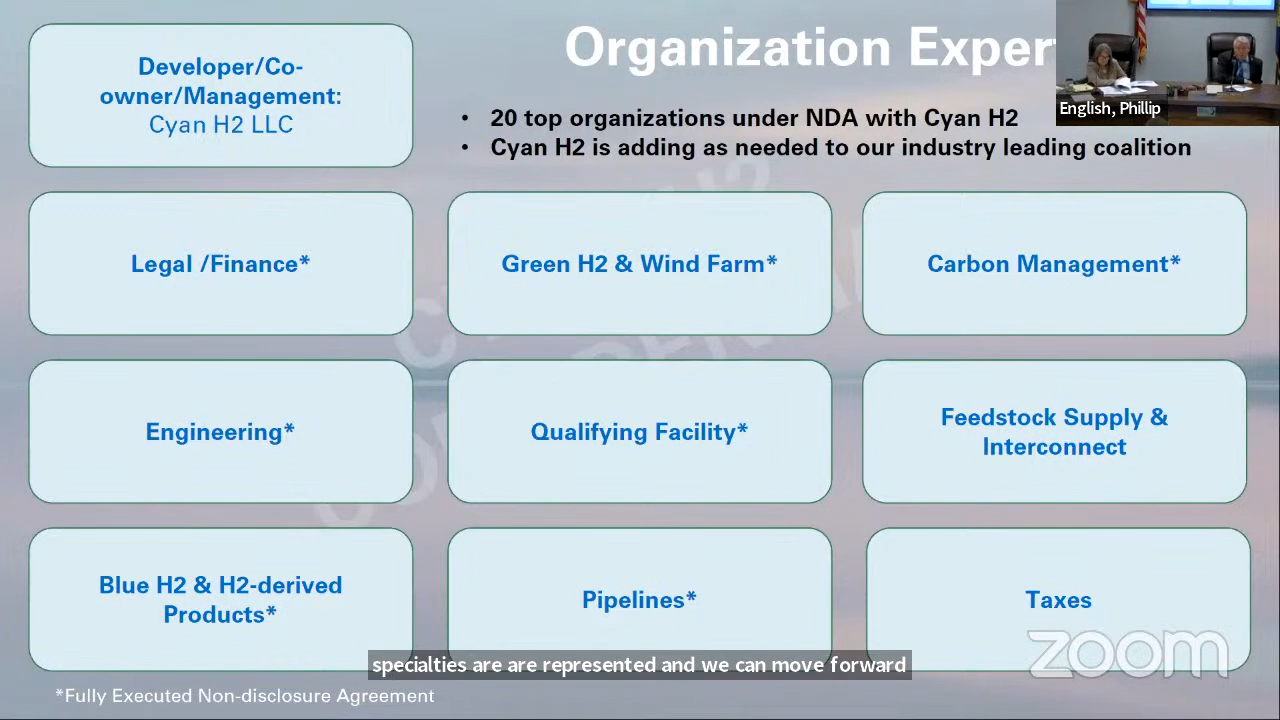 Developer/Co-
owner/Management:
Cyan H2 LLC
Organization Exper
• 20 top organizations under NDA with Cyan H2
• Cyan H2 is adding as needed to our industry leading coalition
English, Phillip
Legal /Finance*
Green H2 & Wind Farm*
Carbon Management*
Engineering*
Qualifying Facility*
Feedstock Supply &
Interconnect
Blue H2 & H2-derived
Products*
Pipelines*
Taxes
specialties are are represented and we can move forward
zoom
*Fully Executed Non-disclosure Agreement